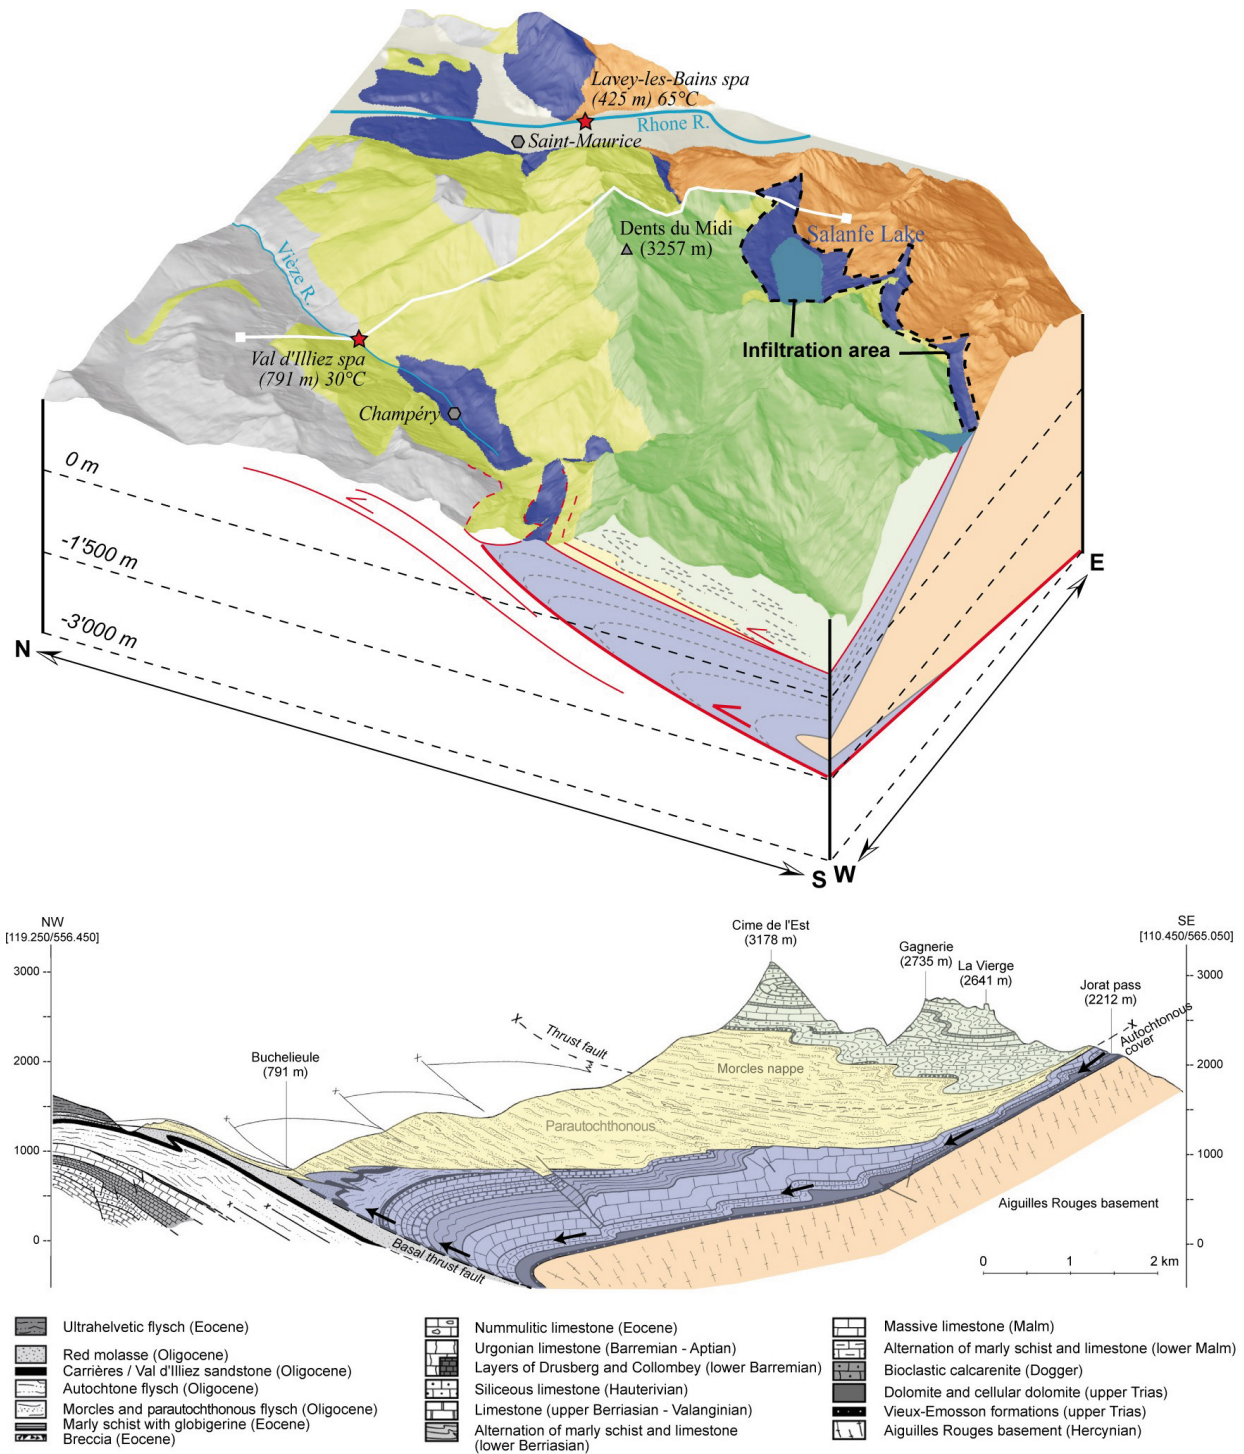 Lavey-les-Bains spa
(425 m) 65°C
Rhone R.
Saint-Maurice
Dents du Midi
(3257 m)
Salanfe Lake
Vièze R.
Infiltration area
Val d'Illiez spa
(791 m) 30°C
Champéry
0 m
-1'500 m
-3'000 m
N
E
S
W
NW
[119.250/556.450]
SE
[110.450/565.050]
Cime de l'Est
(3178 m)
Gagnerie
(2735 m)
La Vierge
(2641 m)
Jorat pass
(2212 m)
3000
3000
X
Thrust fault
X
Autochtonous
cover
Buchelieule
(791 m)
2000
2000
Morcles nappe
Parautochthonous
1000
1000
Aiguilles Rouges basement
0
0
Basal thrust fault
0 1 2 km
Ultrahelvetic flysch (Eocene)
Red molasse (Oligocene)
Carrières / Val d'Illiez sandstone (Oligocene)
Autochtone flysch (Oligocene)
Morcles and parautochthonous flysch (Oligocene)
Marly schist with globigerine (Eocene)
Breccia (Eocene)
Nummulitic limestone (Eocene)
Urgonian limestone (Barremian - Aptian)
Layers of Drusberg and Collombey (lower Barremian)
Siliceous limestone (Hauterivian)
Limestone (upper Berriasian - Valanginian)
Alternation of marly schist and limestone
(lower Berriasian)
Massive limestone (Malm)
Alternation of marly schist and limestone (lower Malm)
Bioclastic calcarenite (Dogger)
Dolomite and cellular dolomite (upper Trias)
Vieux-Emosson formations (upper Trias)
Aiguilles Rouges basement (Hercynian)